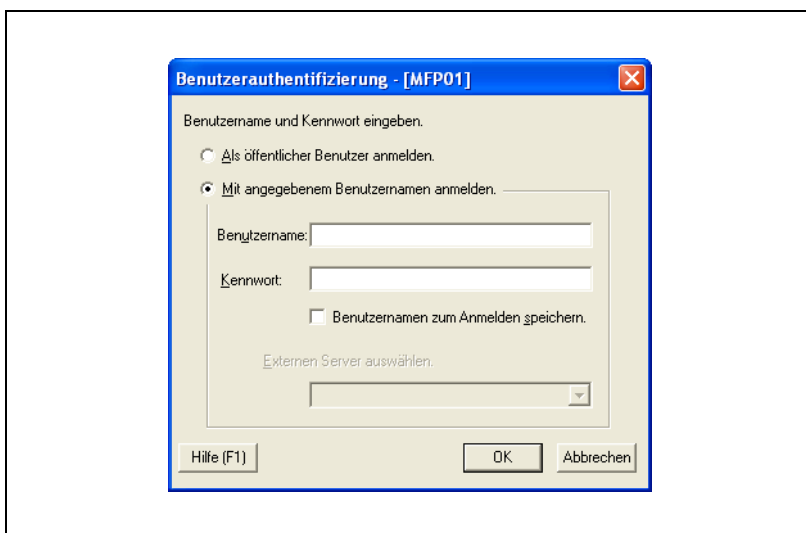 Benutzerauthentifizierung - [MFP01]
Benutzername und Kennwort eingeben.
Als öffentlicher Benutzer anmelden.
Mit angegebenem Benutzernamen anmelden.
Benutzername:
Kennwort:
Benutzernamen zum Anmelden speichern.
Externen Server auswählen.
Hilfe (F1) OK Abbrechen